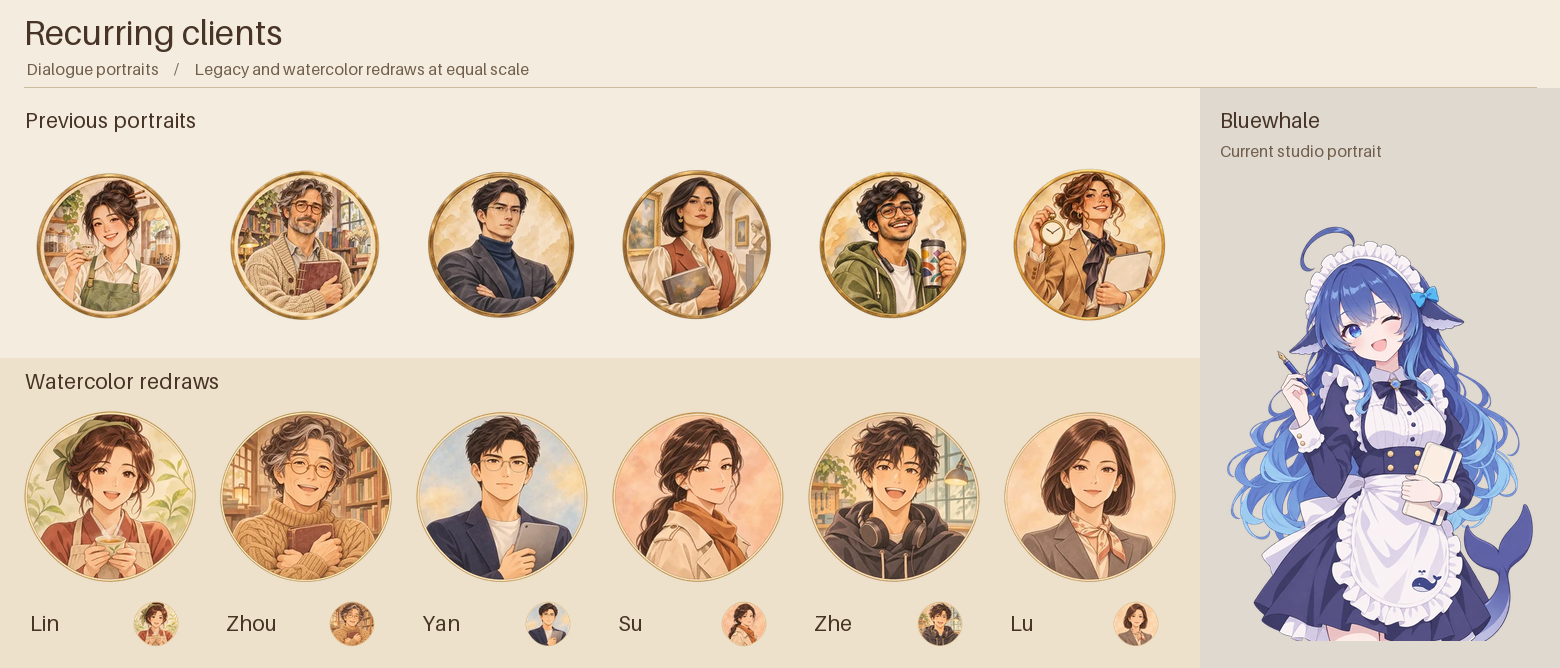 Recurring clients
Dialogue portraits / Legacy and watercolor redraws at equal scale
Previous portraits
Bluewhale
Current studio portrait
Watercolor redraws
Lin
Zhou
Yan
Su
Zhe
Lu